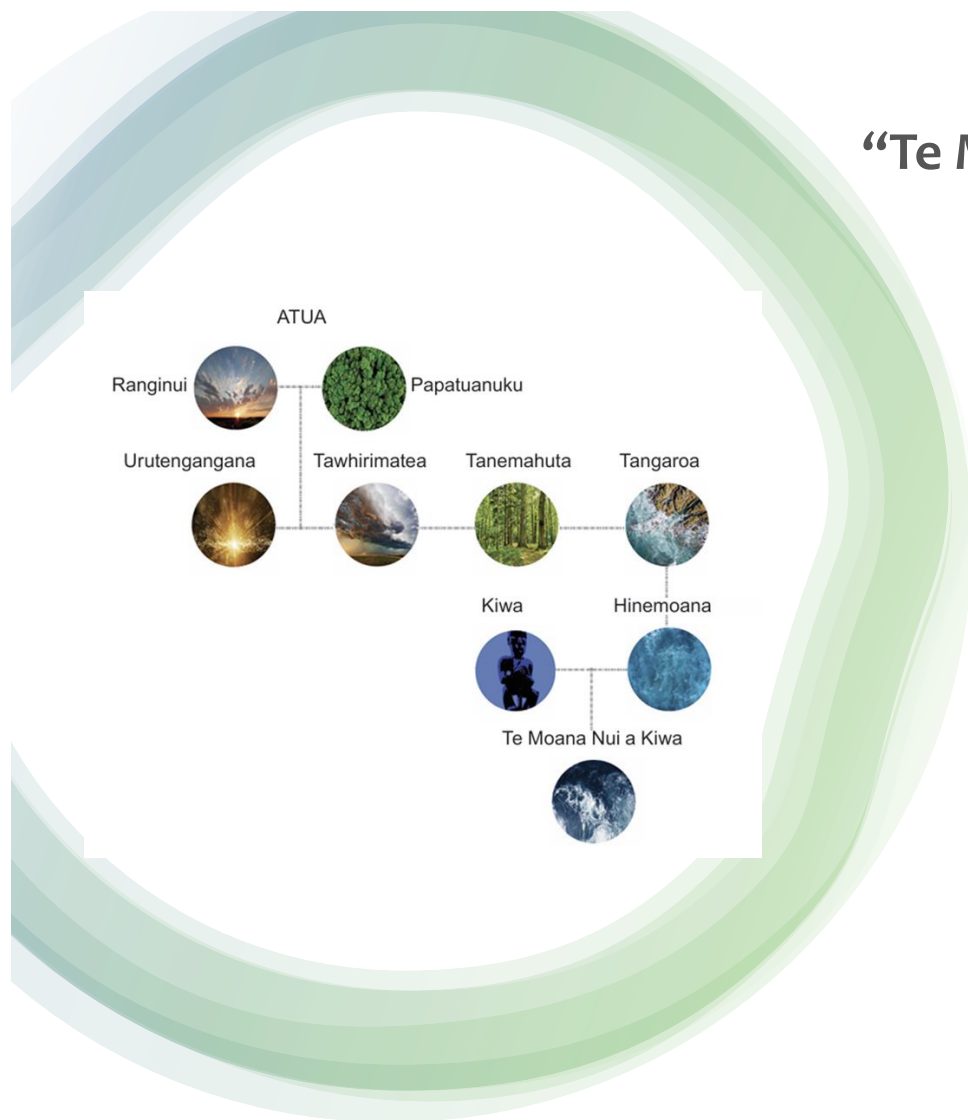 “Te M
ATUA
Ranginui Papatuanuku
Urutengangana Tawhirimatea Tanemahuta Tangaroa
Kiwa Hinemoana
Te Moana Nui a Kiwa